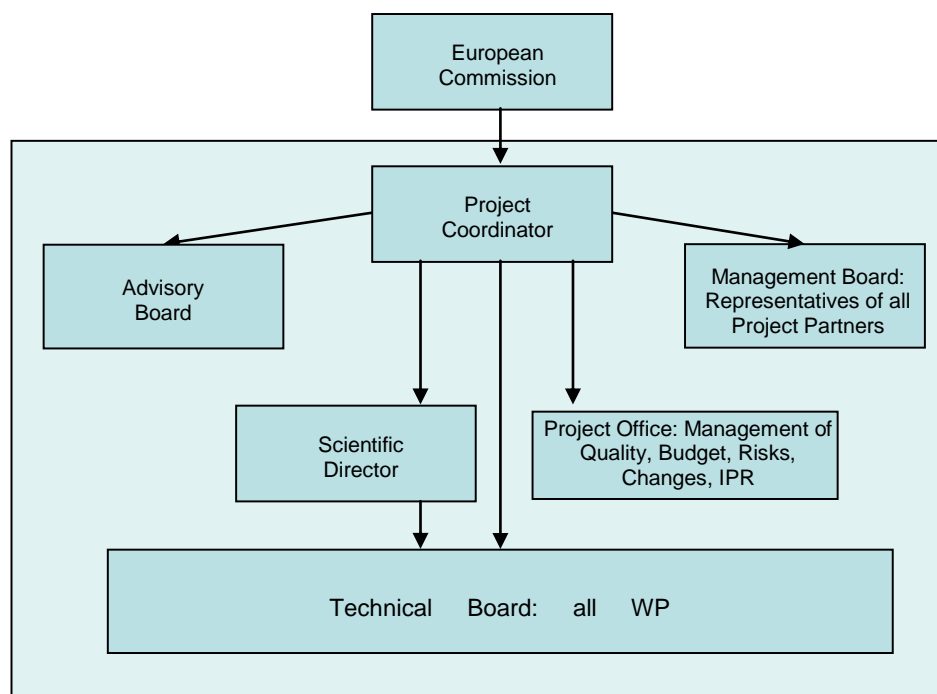 European
Commission
Project
Coordinator
Advisory
Board
Management Board:
Representatives of all
Project Partners
Scientific
Director
Project Office: Management of
Quality, Budget, Risks,
Changes, IPR
Technical Board: all WP